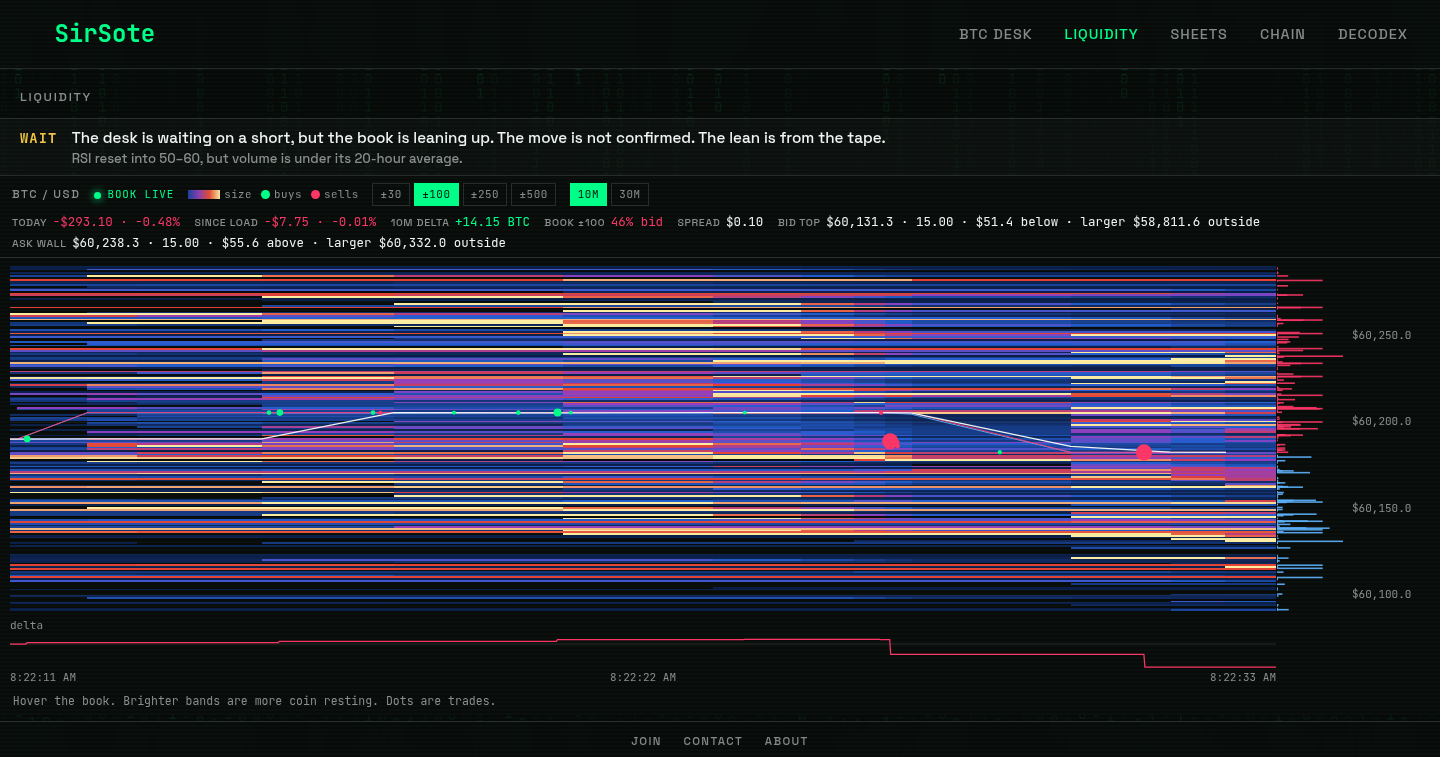 SirSote
BTC DESK LIQUIDITY SHEETS CHAIN DECODEX
LIQUIDITY
WAIT The desk is waiting on a short, but the book is leaning up. The move is not confirmed. The lean is from the tape.
RSI reset into 50–60, but volume is under its 20-hour average.
BTC / USD BOOK LIVE size buys sells ±30 ±100 ±250 ±500 10M 30M
TODAY -$293.10 · -0.48% SINCE LOAD -$7.75 · -0.01% 10M DELTA +14.15 BTC BOOK ±100 46% bid SPREAD $0.10 BID TOP $60,131.3 · 15.00 · $51.4 below · larger $58,811.6 outside
ASK WALL $60,238.3 · 15.00 · $55.6 above · larger $60,332.0 outside
$60,250.0
$60,200.0
$60,150.0
$60,100.0
delta
8:22:11 AM 8:22:22 AM 8:22:33 AM
Hover the book. Brighter bands are more coin resting. Dots are trades.
JOIN CONTACT ABOUT